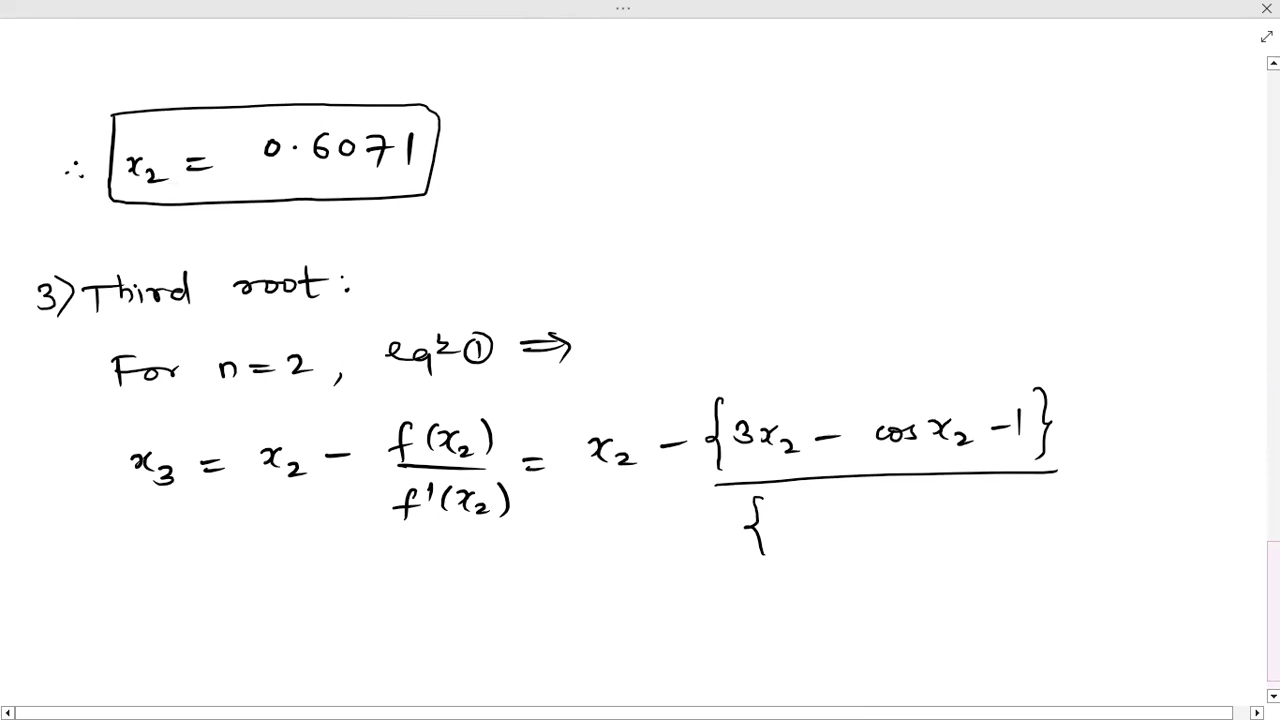 ∴ x₂ = 0.6071
3) Third root:
For n = 2, eqⁿ ① ⇒
x₃ = x₂ - f(x₂) / f'(x₂) = x₂ - {3x₂ - cos x₂ - 1} / {